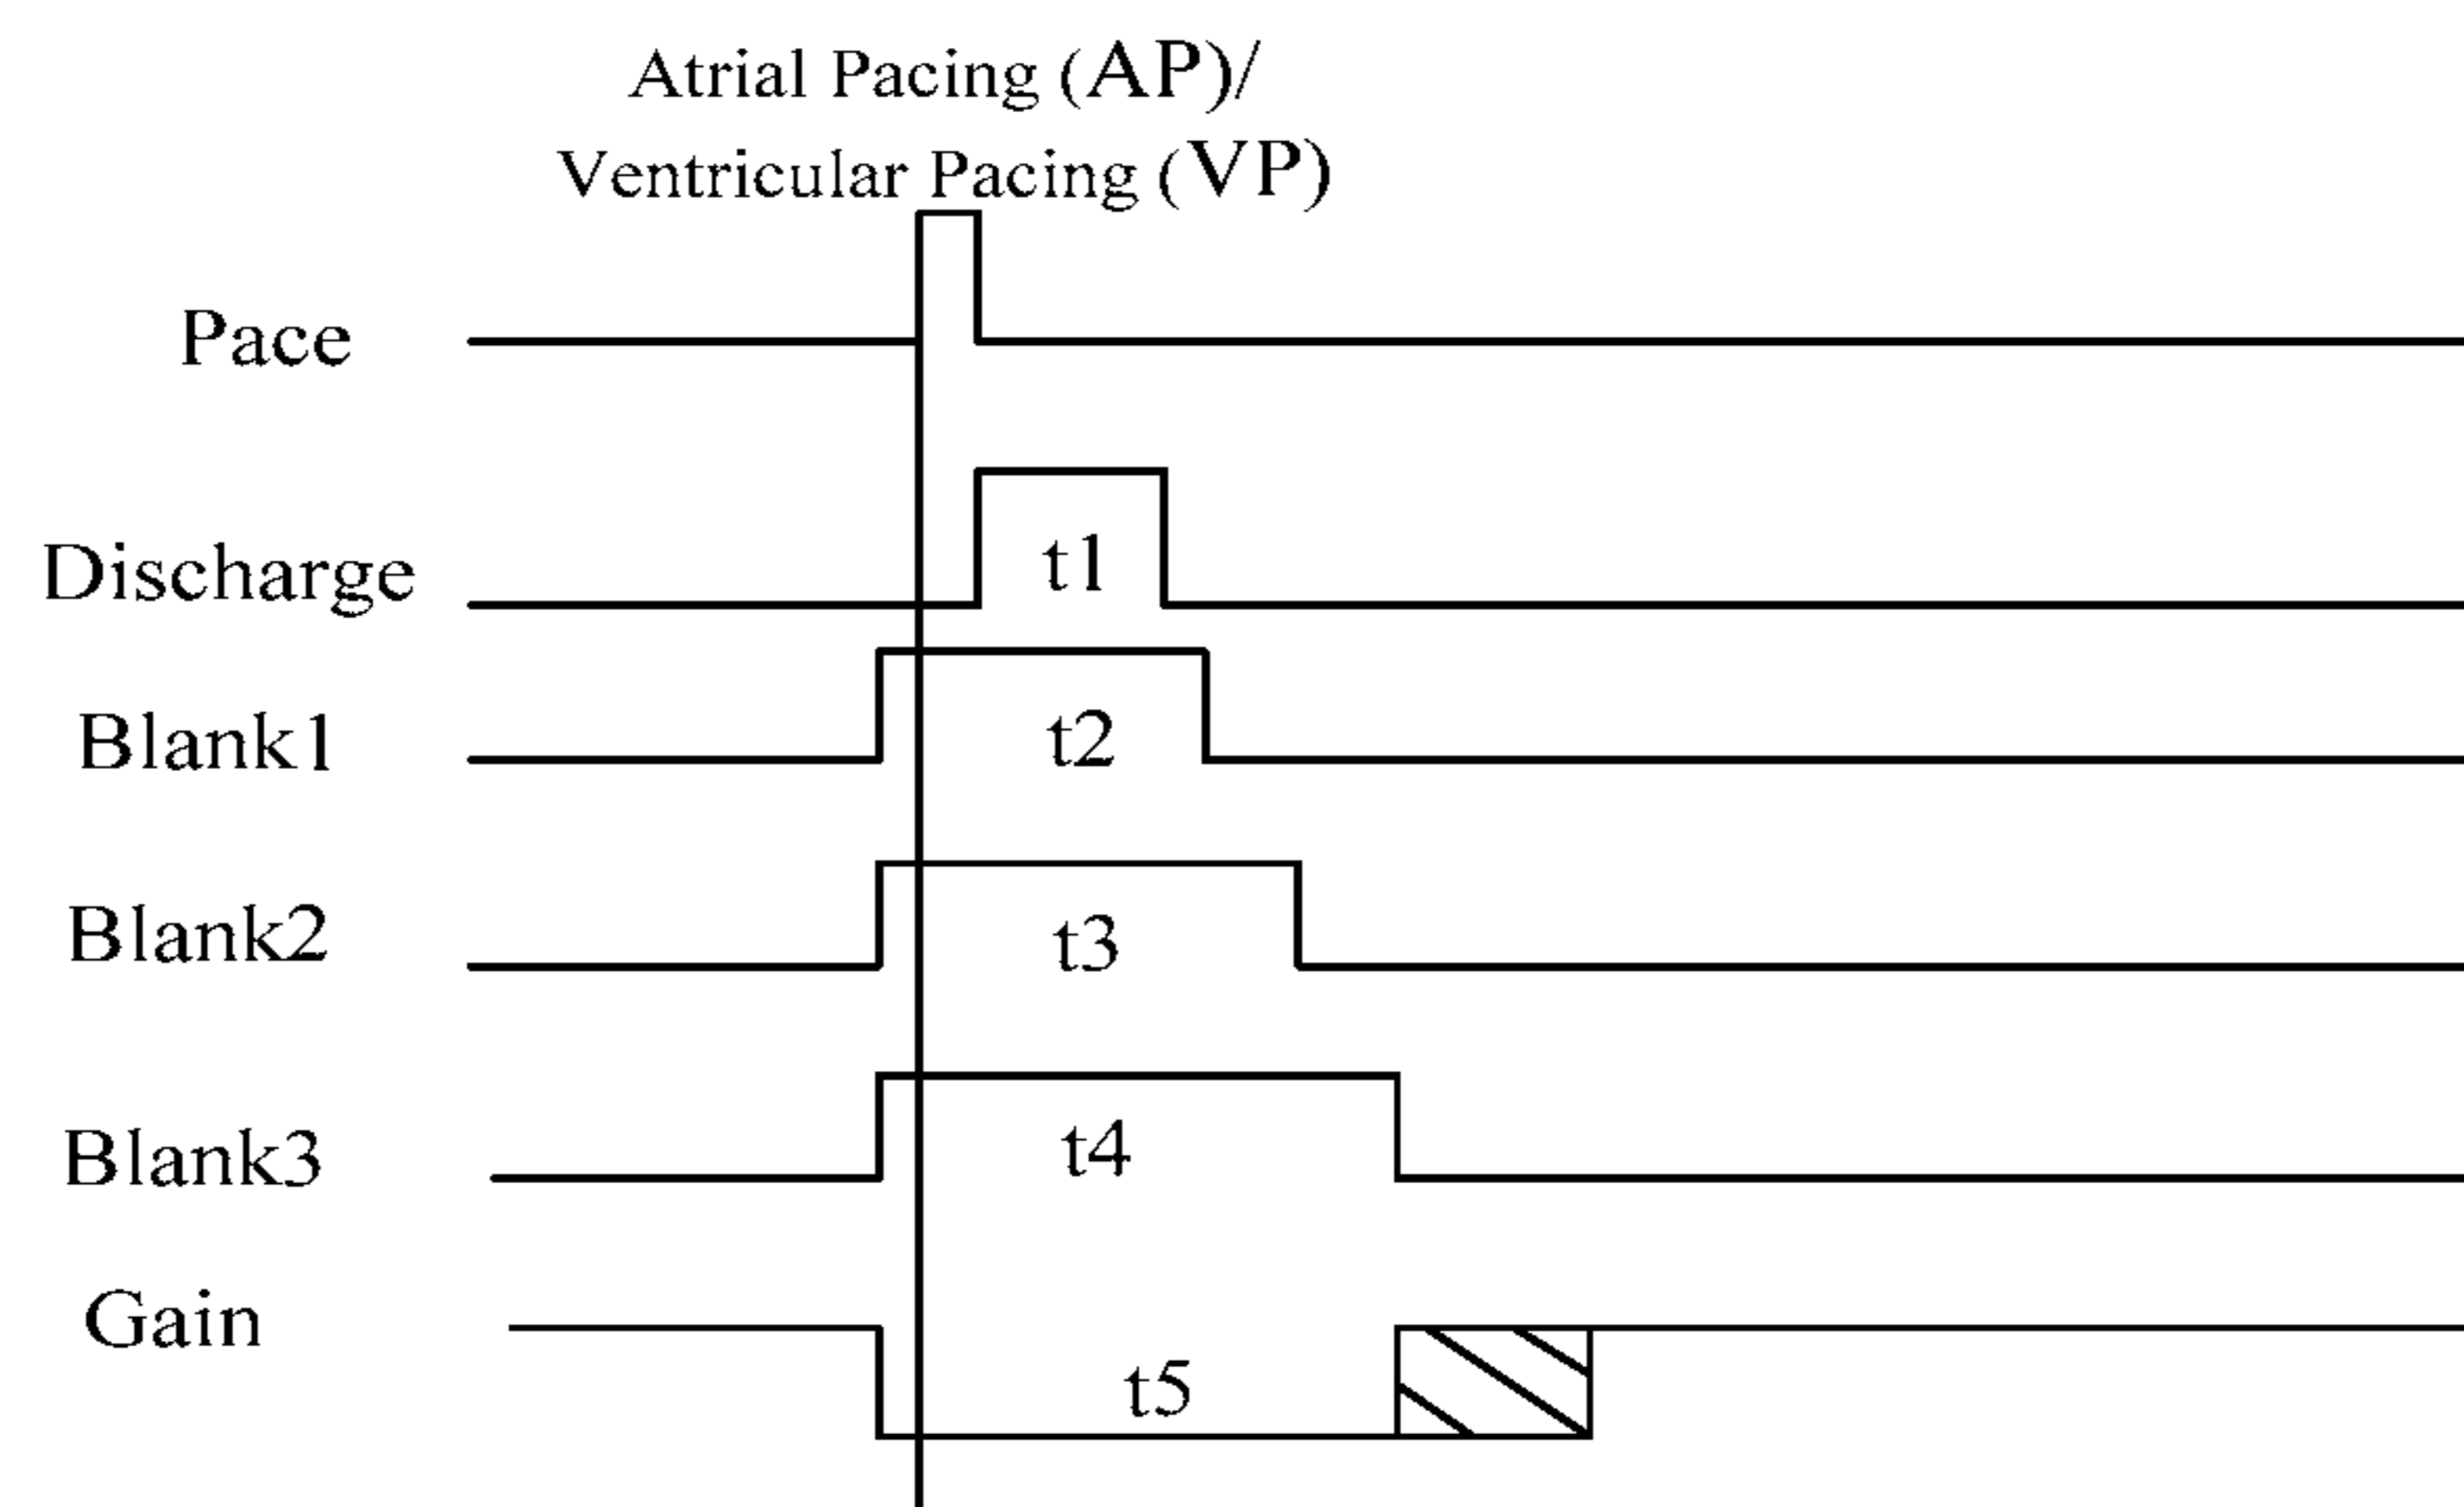 Atrial Pacing (AP)/
Ventricular Pacing (VP)
Pace
Discharge
t1
Blank1
t2
Blank2
t3
Blank3
t4
Gain
t5